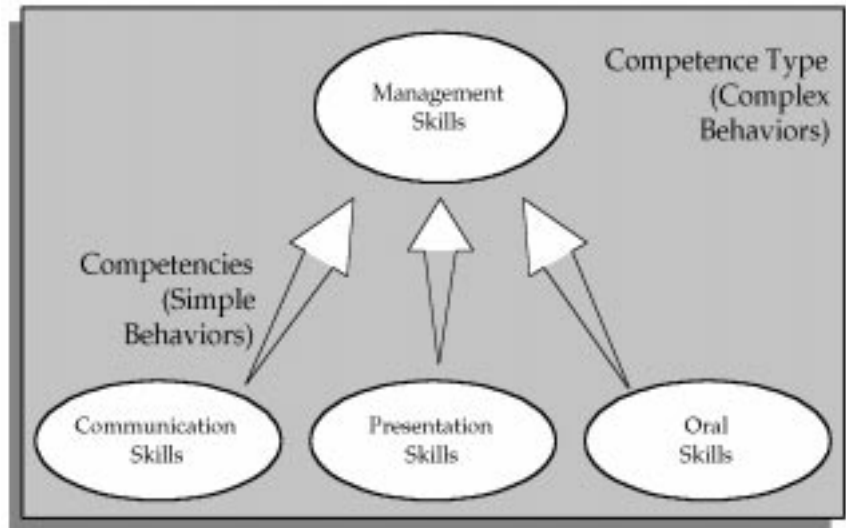 Management
Skills
Competence Type
(Complex
Behaviors)
Competencies
(Simple
Behaviors)
Communication
Skills
Presentation
Skills
Oral
Skills